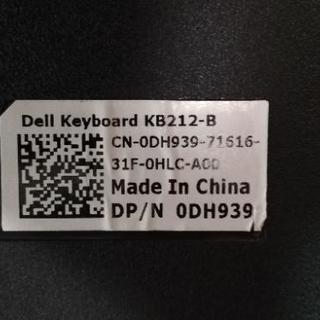 Dell Keyboard KB212-B
CN-0DH939-71616-
31F-0HLC-A00
Made In China
DP/N 0DH939